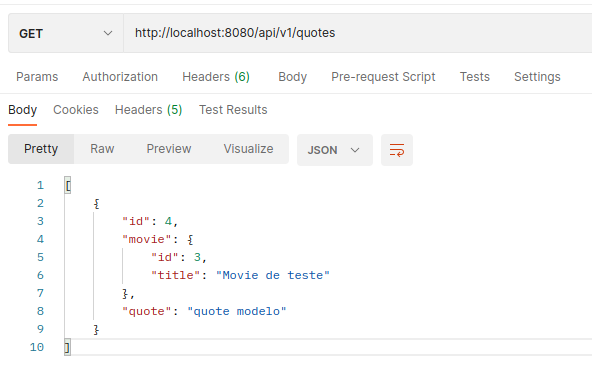 GET http://localhost:8080/api/v1/quotes
Params Authorization Headers (6) Body Pre-request Script Tests Settings
Body Cookies Headers (5) Test Results
Pretty Raw Preview Visualize JSON
1 [
2 {
3 "id": 4,
4 "movie": {
5 "id": 3,
6 "title": "Movie de teste"
7 },
8 "quote": "quote modelo"
9 }
10 ]